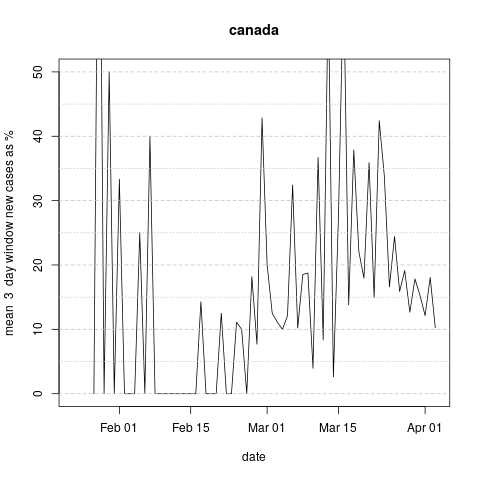 canada
mean 3 day window new cases as %
50
40
30
20
10
0
Feb 01
Feb 15
Mar 01
Mar 15
Apr 01
date